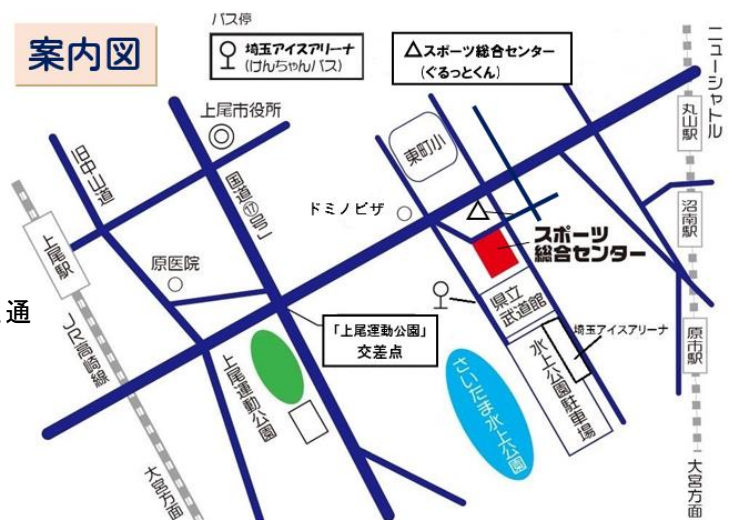 案内図
バス停
埼玉アイスアリーナ
(けんちゃんバス)
△スポーツ総合センター
(ぐるっとくん)
ニューシャトル
丸山駅
沼南駅
原市駅
大宮方面
上尾市役所
旧中山道
国道⑰号」
東町小
ドミノピザ
上尾駅
原医院
スポーツ
総合センター
県立
武道館
埼玉アイスアリーナ
通
「上尾運動公園」
交差点
JR高崎線
上尾運動公園
さいたま水上公園
水上公園駐車場
大宮方面